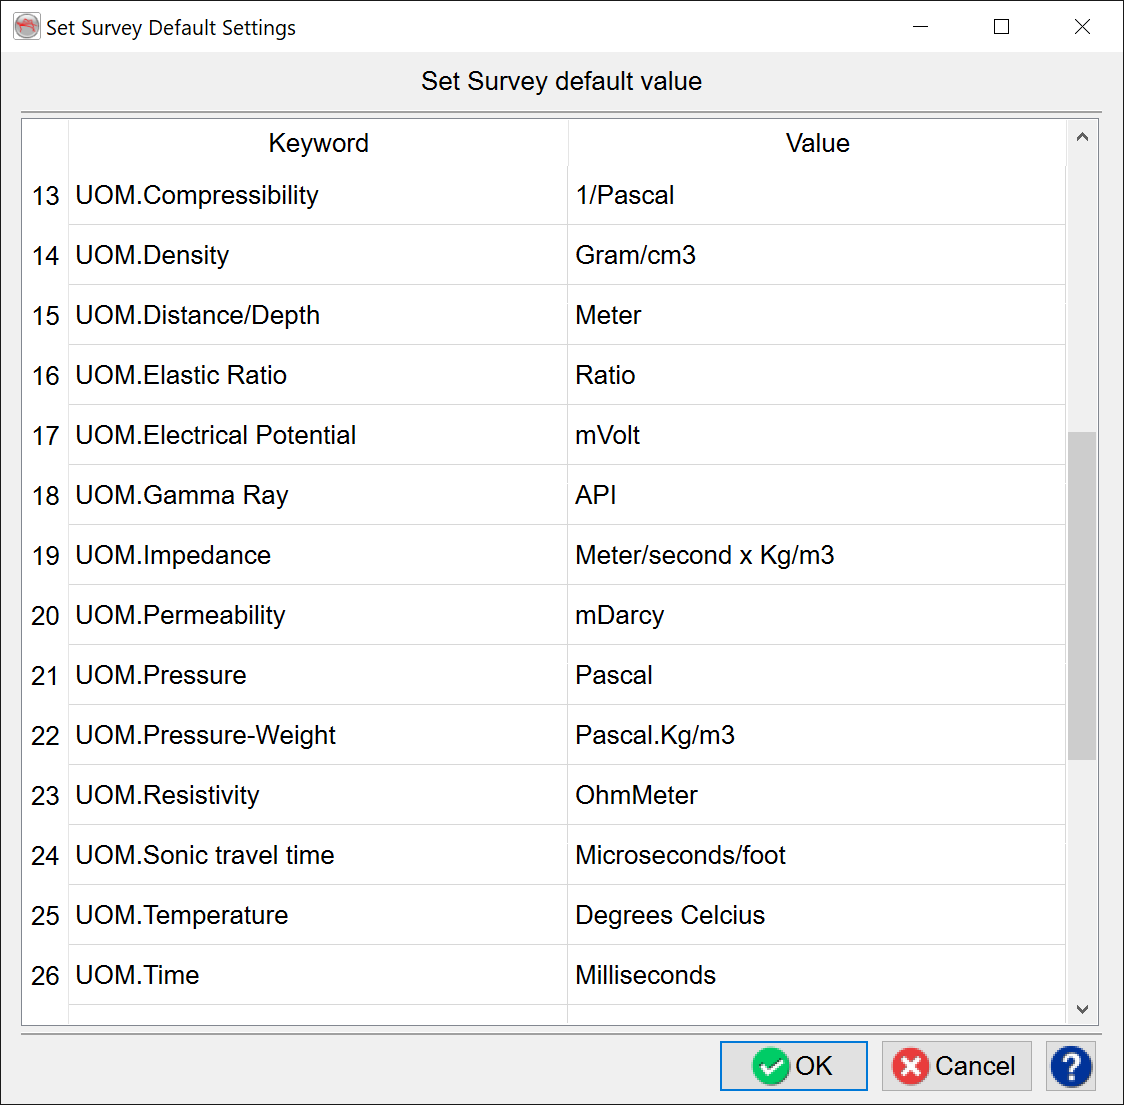 Set Survey Default Settings
Set Survey default value
Keyword Value
13 UOM.Compressibility 1/Pascal
14 UOM.Density Gram/cm3
15 UOM.Distance/Depth Meter
16 UOM.Elastic Ratio Ratio
17 UOM.Electrical Potential mVolt
18 UOM.Gamma Ray API
19 UOM.Impedance Meter/second x Kg/m3
20 UOM.Permeability mDarcy
21 UOM.Pressure Pascal
22 UOM.Pressure-Weight Pascal.Kg/m3
23 UOM.Resistivity OhmMeter
24 UOM.Sonic travel time Microseconds/foot
25 UOM.Temperature Degrees Celcius
26 UOM.Time Milliseconds
OK Cancel ?